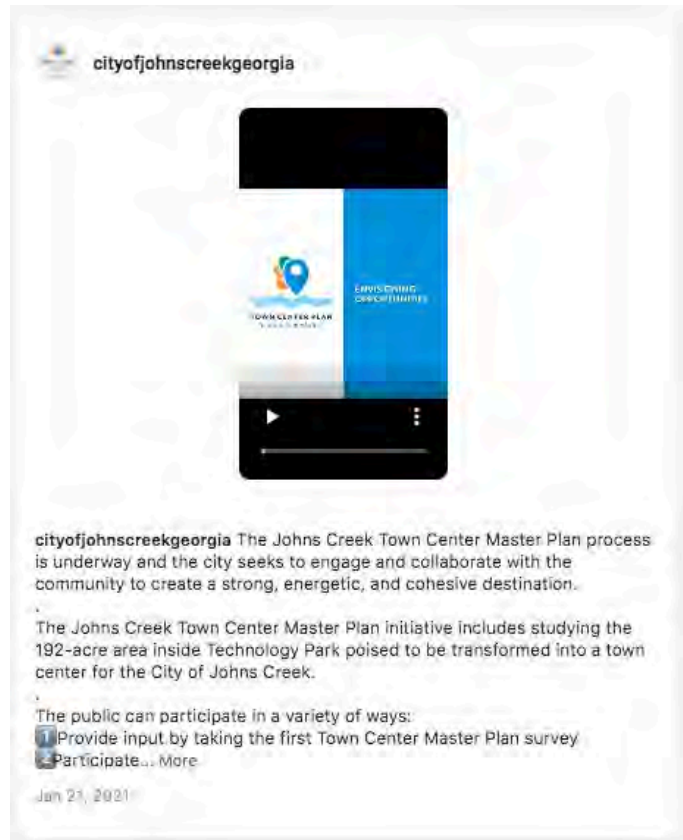 cityofjohnscreekgeorgia
TOWN CENTER PLAN
ENVISIONING
OPPORTUNITIES
cityofjohnscreekgeorgia The Johns Creek Town Center Master Plan process
is underway and the city seeks to engage and collaborate with the
community to create a strong, energetic, and cohesive destination.
.
The Johns Creek Town Center Master Plan initiative includes studying the
192-acre area inside Technology Park poised to be transformed into a town
center for the City of Johns Creek.
.
The public can participate in a variety of ways:
1️⃣Provide input by taking the first Town Center Master Plan survey
2️⃣Participate... More
Jan 21, 2021